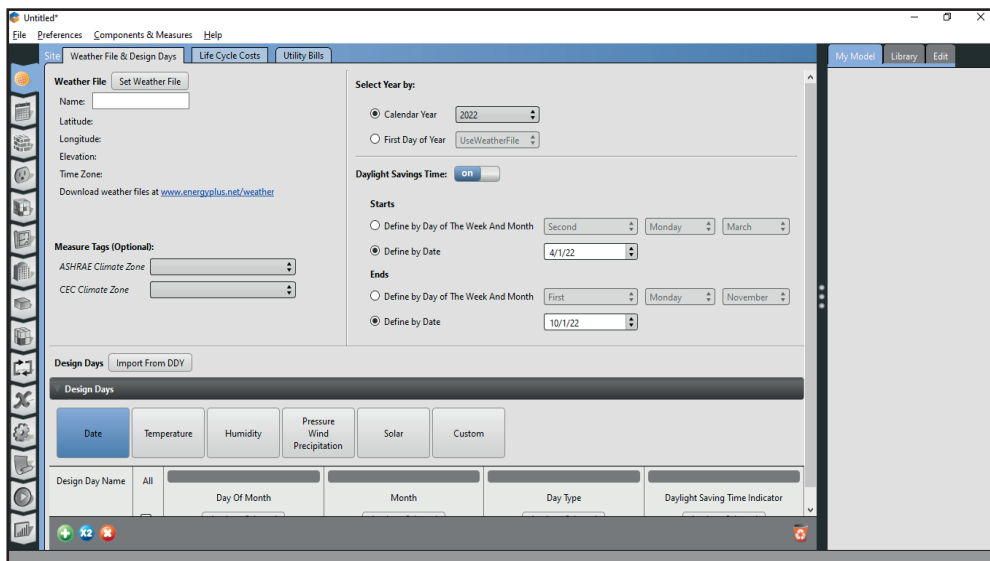 Untitled*
File Preferences Components & Measures Help
Site Weather File & Design Days Life Cycle Costs Utility Bills
My Model Library Edit
Weather File Set Weather File
Name:
Latitude:
Longitude:
Elevation:
Time Zone:
Download weather files at www.energyplus.net/weather
Measure Tags (Optional):
ASHRAE Climate Zone
CEC Climate Zone
Select Year by:
Calendar Year 2022
First Day of Year UseWeatherFile
Daylight Savings Time: on
Starts
Define by Day of The Week And Month Second Monday March
Define by Date 4/1/22
Ends
Define by Day of The Week And Month First Monday November
Define by Date 10/1/22
Design Days Import From DDY
Design Days
Date Temperature Humidity Pressure Wind Precipitation Solar Custom
Design Day Name All Day Of Month Month Day Type Daylight Saving Time Indicator
X2